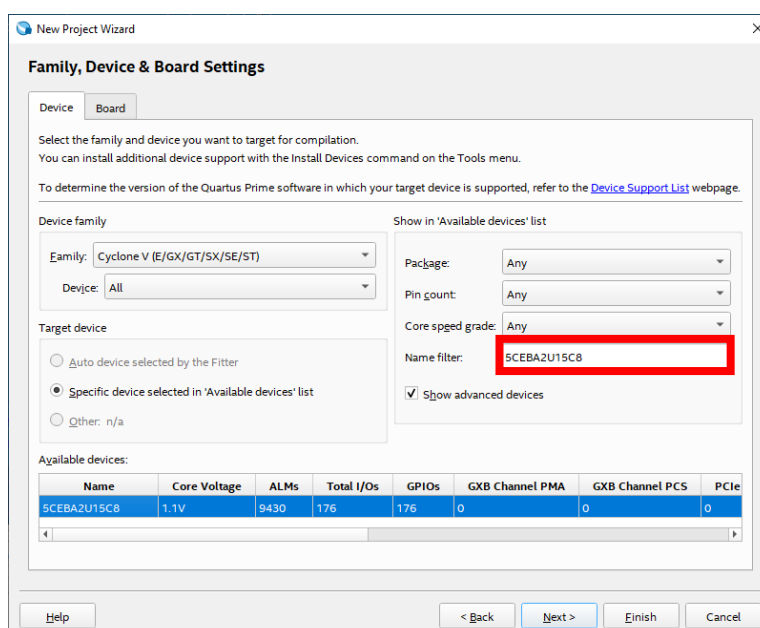 New Project Wizard
Family, Device & Board Settings
Device Board
Select the family and device you want to target for compilation.
You can install additional device support with the Install Devices command on the Tools menu.
To determine the version of the Quartus Prime software in which your target device is supported, refer to the Device Support List webpage.
Device family
Family: Cyclone V (E/GX/GT/SX/SE/ST)
Device: All
Target device
Auto device selected by the Fitter
Specific device selected in 'Available devices' list
Other: n/a
Show in 'Available devices' list
Package: Any
Pin count: Any
Core speed grade: Any
Name filter: 5CEBA2U15C8
Show advanced devices
Available devices:
Name Core Voltage ALMs Total I/Os GPIOs GXB Channel PMA GXB Channel PCS PCIe
5CEBA2U15C8 1.1V 9430 176 176 0 0 0
Help < Back Next > Finish Cancel